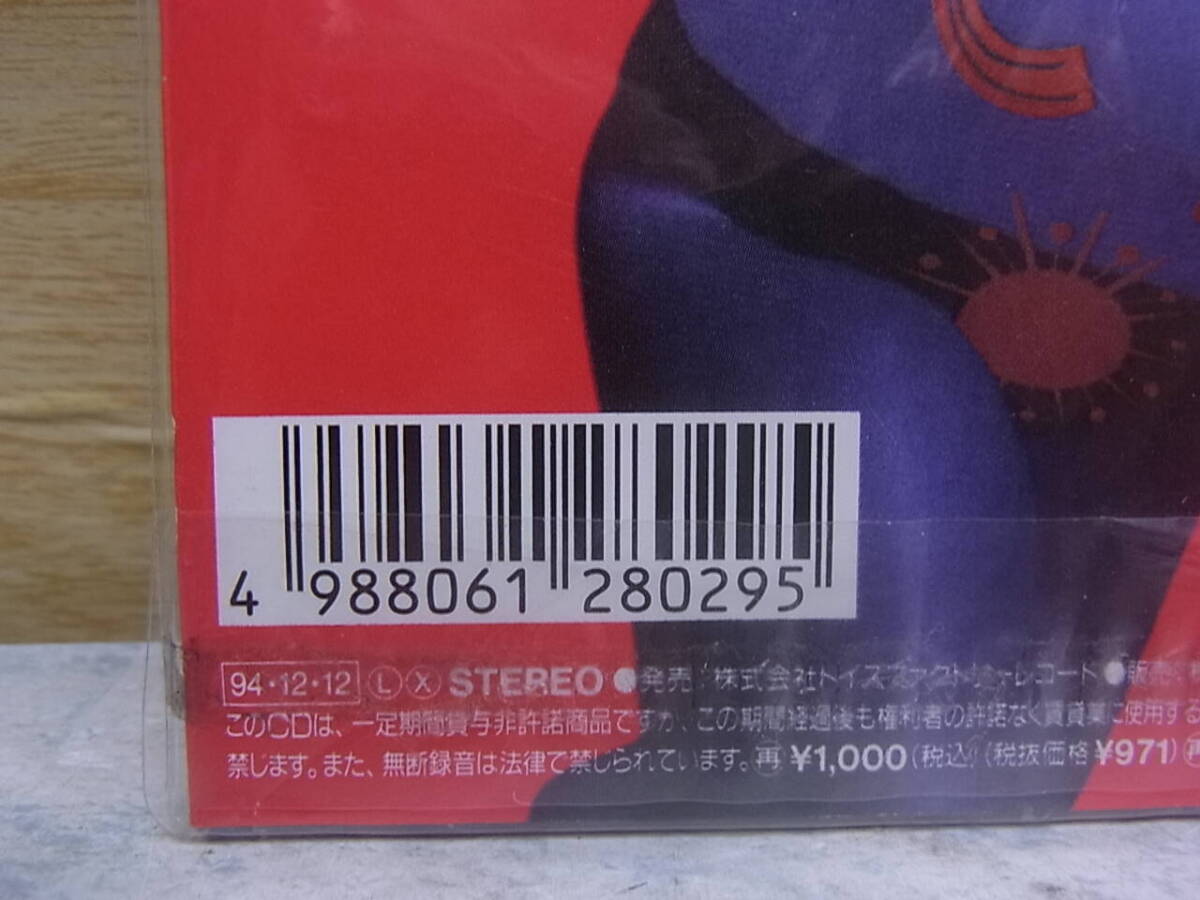 4 988061 280295
94・12・12 Ⓛ Ⓧ STEREO ●発売:株式会社トイズファクトリーレコード ●販売:
このCDは、一定期間貸与非許諾商品ですが、この期間経過後も権利者の許諾なく賃貸業に使用する
禁じます。また、無断録音は法律で禁じられています。再 ¥1,000(税込) (税抜価格¥971)